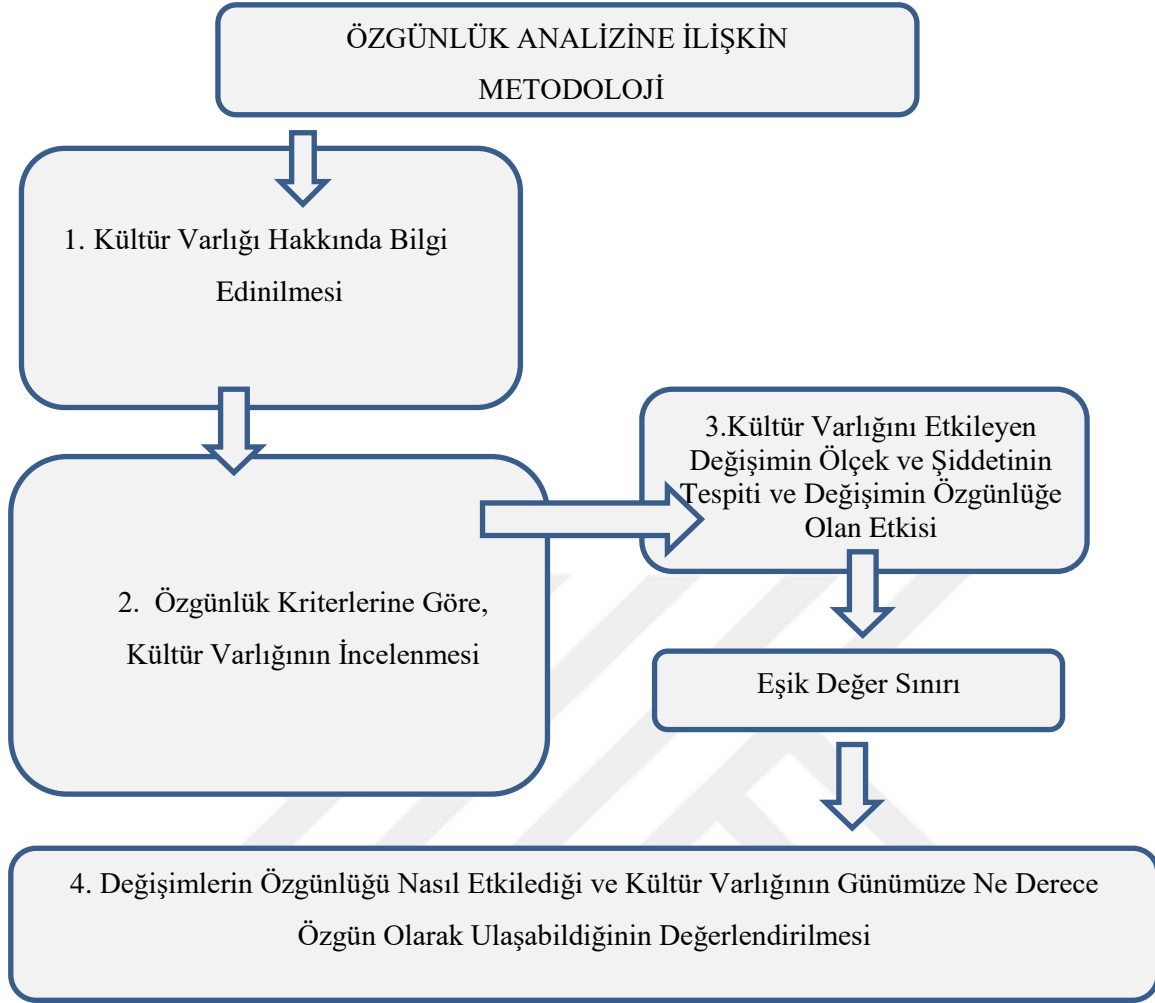 ÖZGÜNLÜK ANALİZİNE İLİŞKİN
METODOLOJİ
1. Kültür Varlığı Hakkında Bilgi
Edinilmesi
2. Özgünlük Kriterlerine Göre,
Kültür Varlığının İncelenmesi
3.Kültür Varlığını Etkileyen
Değişimin Ölçek ve Şiddetinin
Tespiti ve Değişimin Özgünlüğe
Olan Etkisi
Eşik Değer Sınırı
4. Değişimlerin Özgünlüğü Nasıl Etkilediği ve Kültür Varlığının Günümüze Ne Derece
Özgün Olarak Ulaşabildiğinin Değerlendirilmesi